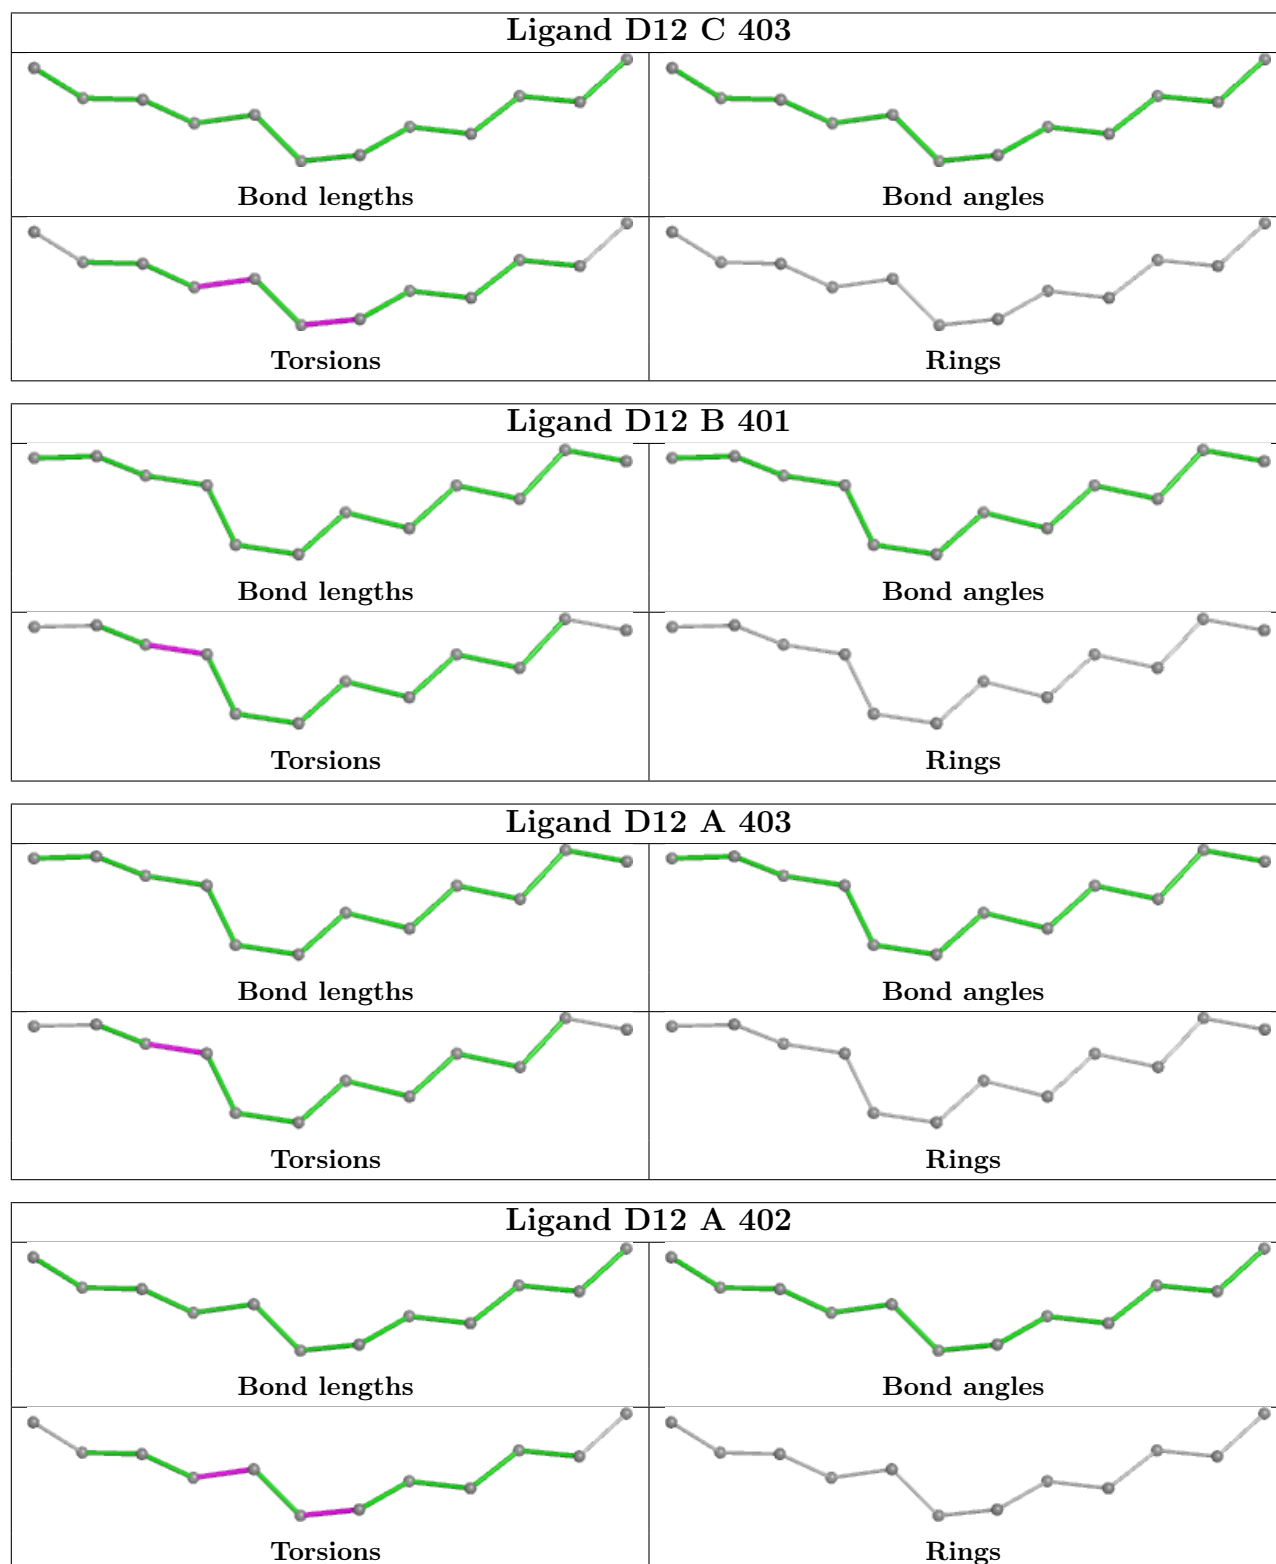 Ligand D12 C 403
Bond lengths
Bond angles
Torsions
Rings
Ligand D12 B 401
Bond lengths
Bond angles
Torsions
Rings
Ligand D12 A 403
Bond lengths
Bond angles
Torsions
Rings
Ligand D12 A 402
Bond lengths
Bond angles
Torsions
Rings